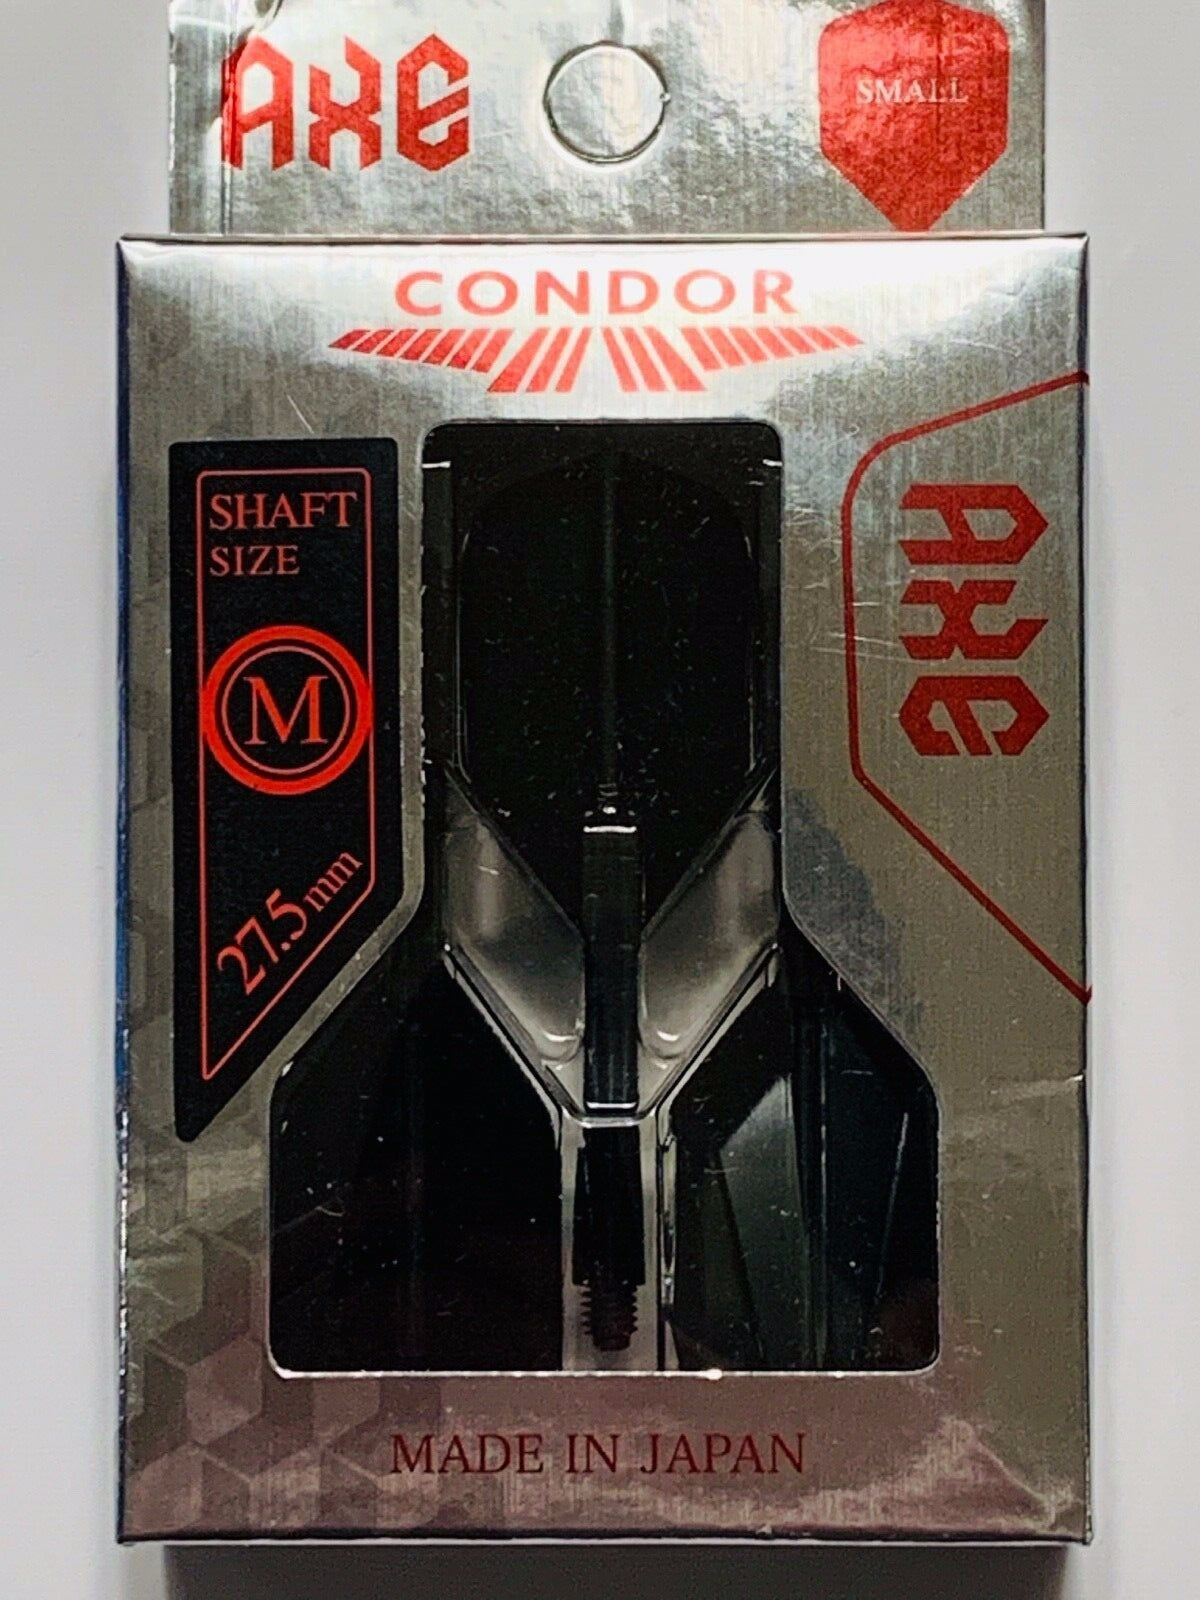 AXE
SMALL
CONDOR
SHAFT
SIZE
M
27.5mm
AXE
MADE IN JAPAN